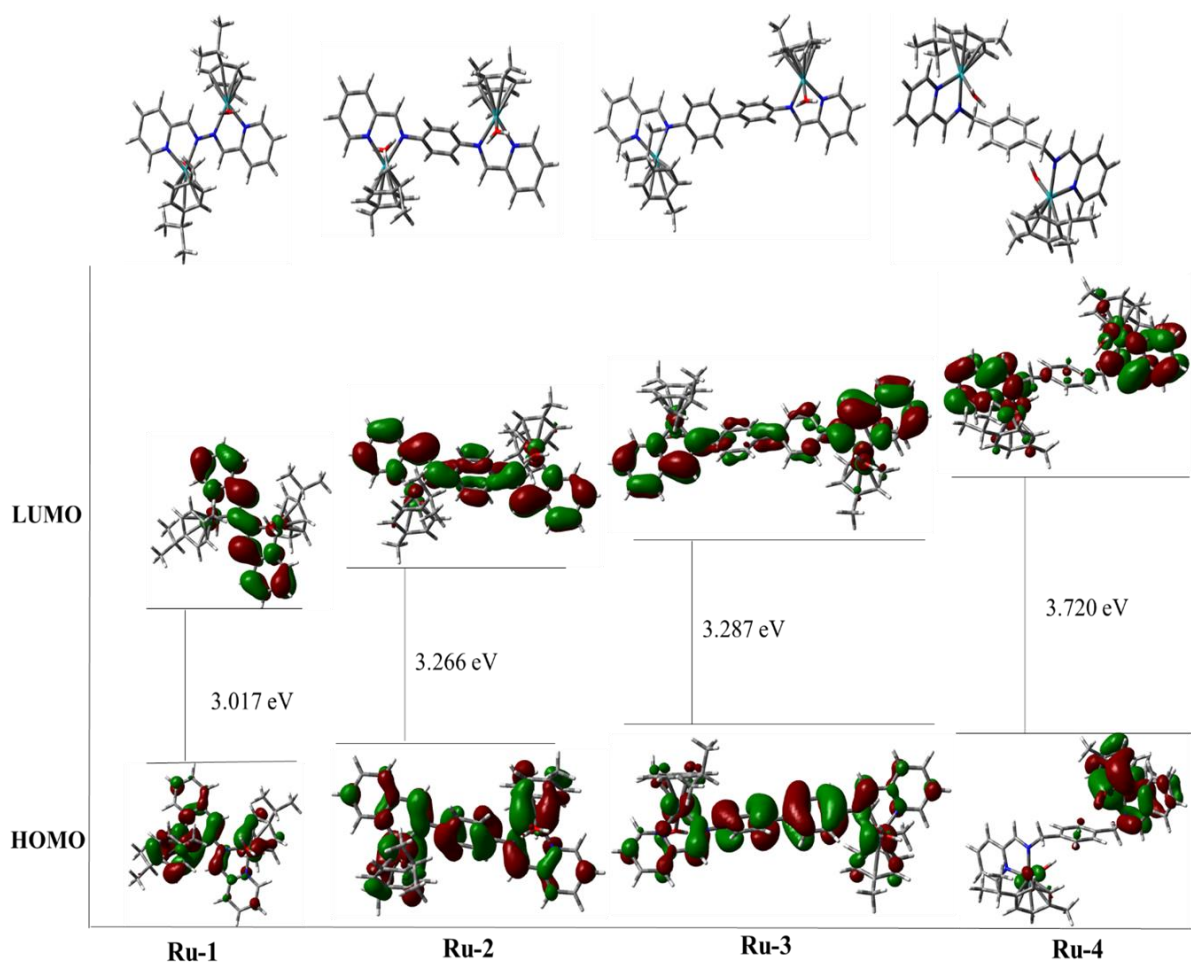 LUMO
3.017 eV
3.266 eV
3.287 eV
3.720 eV
HOMO
Ru-1
Ru-2
Ru-3
Ru-4